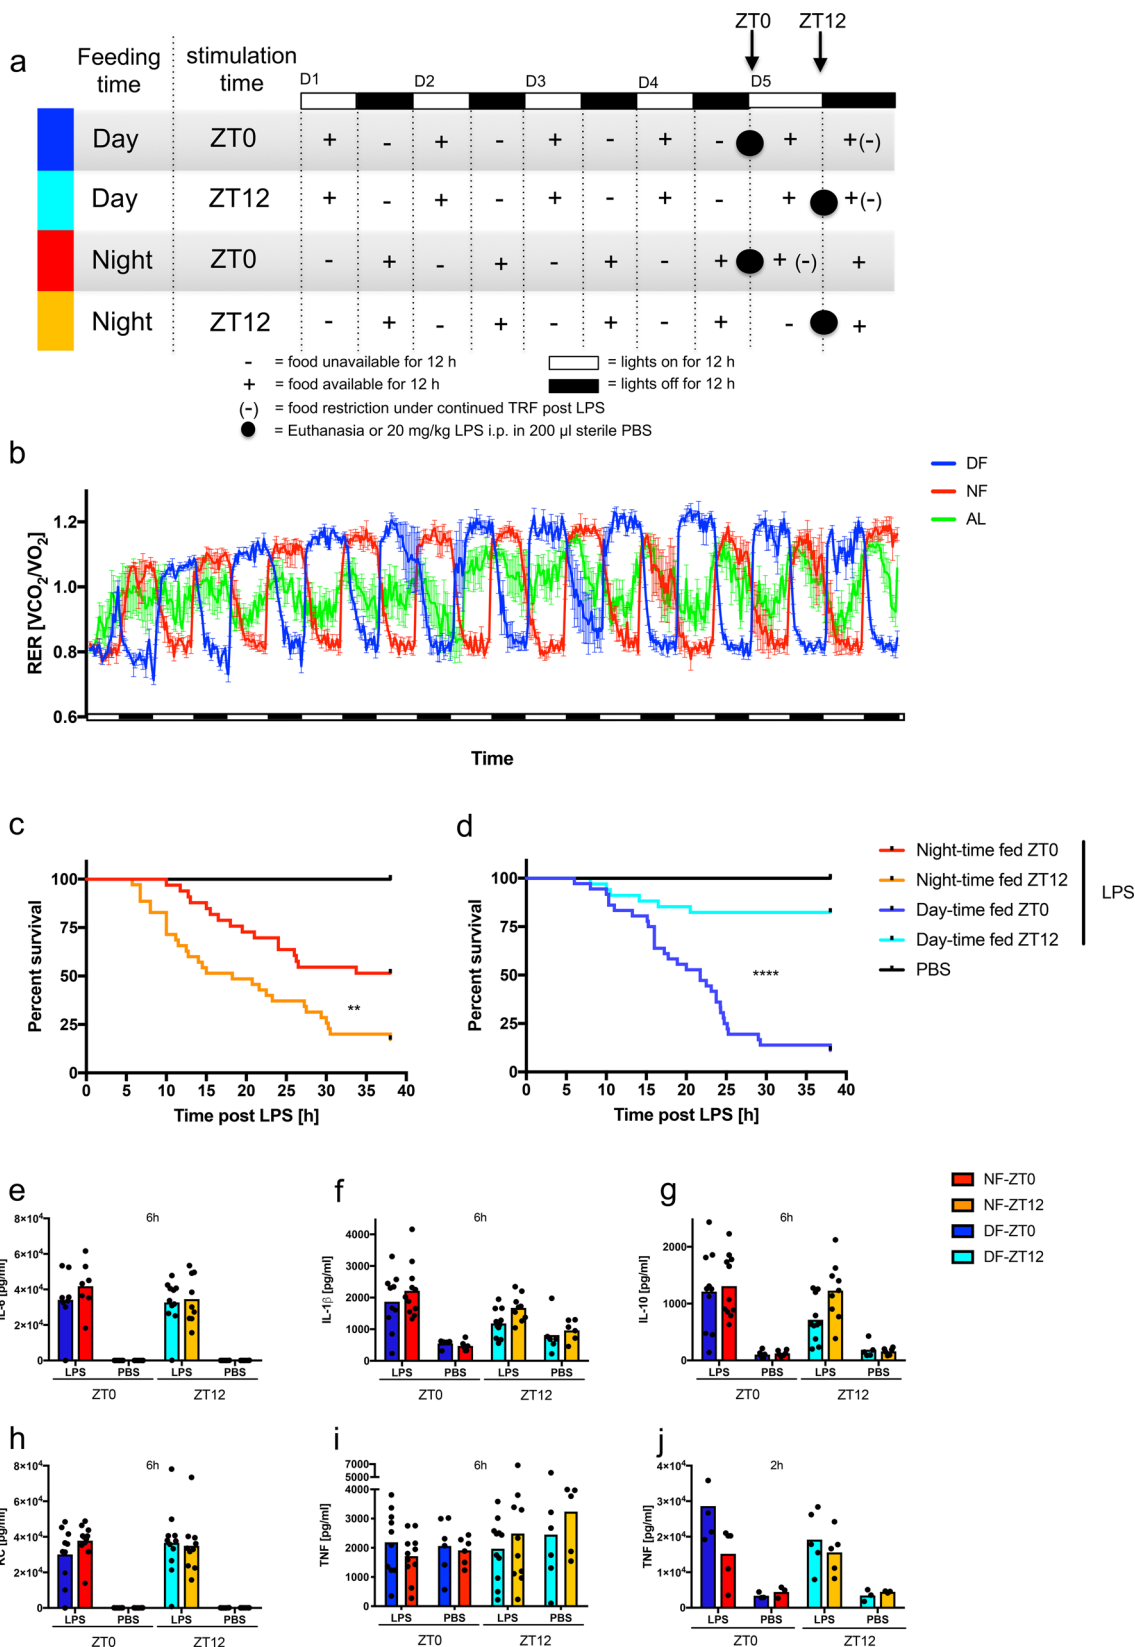 ZT0 ZT12
a
Feeding time
stimulation time
D1 D2 D3 D4 D5
Day ZT0 + - + - + - + - + +(-)
Day ZT12 + - + - + - + - + +(-)
Night ZT0 - + - + - + - + + (-) +
Night ZT12 - + - + - + - + - +
- = food unavailable for 12 h
+ = food available for 12 h
(-) = food restriction under continued TRF post LPS
= Euthanasia or 20 mg/kg LPS i.p. in 200 µl sterile PBS
= lights on for 12 h
= lights off for 12 h
b
RER [VCO2/VO2]
1.2
1.0
0.8
0.6
Time
DF
NF
AL
c
Percent survival
100
75
50
25
0
**
0 5 10 15 20 25 30 35 40
Time post LPS [h]
d
Percent survival
100
75
50
25
0
****
0 5 10 15 20 25 30 35 40
Time post LPS [h]
Night-time fed ZT0
Night-time fed ZT12
Day-time fed ZT0
Day-time fed ZT12
PBS
LPS
NF-ZT0
NF-ZT12
DF-ZT0
DF-ZT12
e
6h
IL-6 [pg/ml]
8×10⁴
6×10⁴
4×10⁴
2×10⁴
0
LPS PBS LPS PBS
ZT0 ZT12
f
6h
IL-1β [pg/ml]
4000
3000
2000
1000
0
LPS PBS LPS PBS
ZT0 ZT12
g
6h
IL-10 [pg/ml]
2000
1000
0
LPS PBS LPS PBS
ZT0 ZT12
h
6h
KC [pg/ml]
8×10⁴
6×10⁴
4×10⁴
2×10⁴
0
LPS PBS LPS PBS
ZT0 ZT12
i
6h
TNF [pg/ml]
7000
5000
4000
3000
2000
1000
0
LPS PBS LPS PBS
ZT0 ZT12
j
2h
TNF [pg/ml]
4×10⁴
3×10⁴
2×10⁴
1×10⁴
0
LPS PBS LPS PBS
ZT0 ZT12